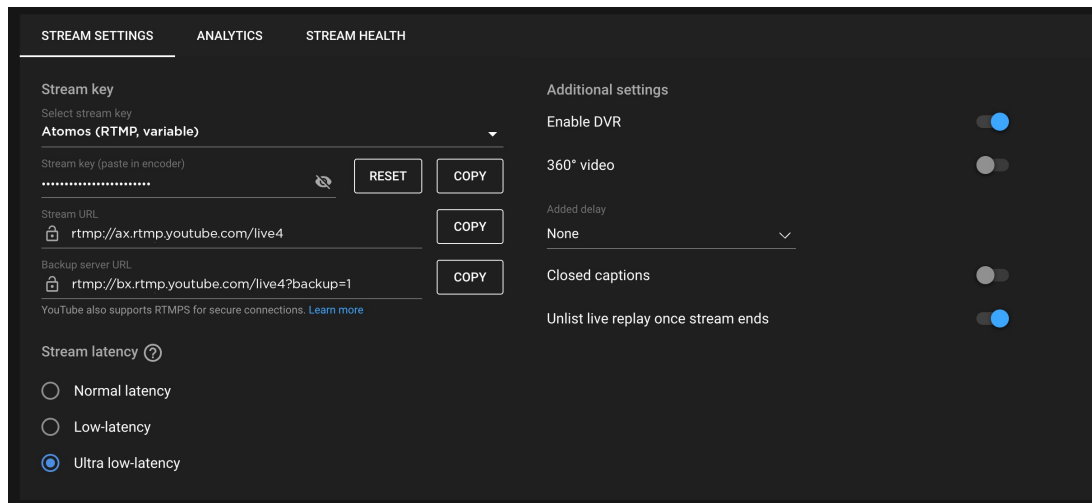 STREAM SETTINGS
ANALYTICS
STREAM HEALTH
Stream key
Select stream key
Atomos (RTMP, variable)
Stream key (paste in encoder)
••••••••••••••••••••••••
RESET
COPY
Stream URL
rtmp://ax.rtmp.youtube.com/live4
COPY
Backup server URL
rtmp://bx.rtmp.youtube.com/live4?backup=1
COPY
YouTube also supports RTMPS for secure connections. Learn more
Stream latency ?
Normal latency
Low-latency
Ultra low-latency
Additional settings
Enable DVR
360° video
Added delay
None
Closed captions
Unlist live replay once stream ends